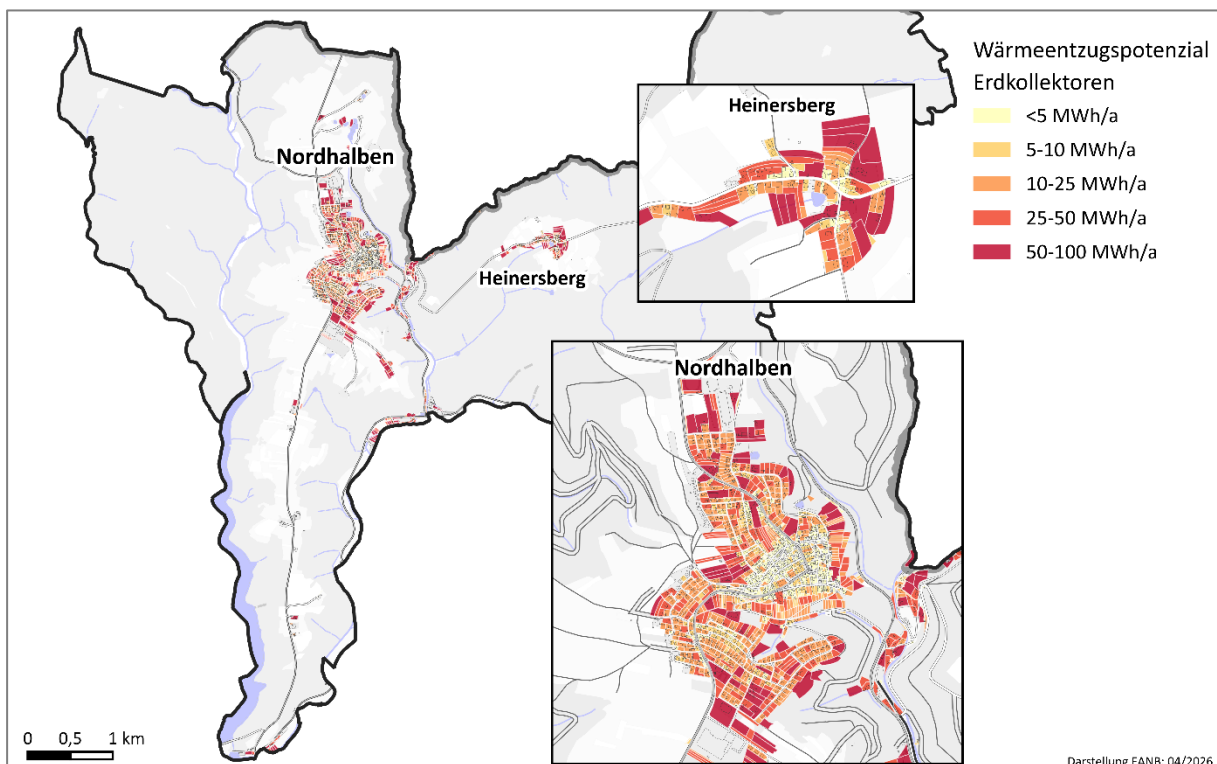 Wärmeentzugspotenzial
Erdkollektoren
<5 MWh/a
5-10 MWh/a
10-25 MWh/a
25-50 MWh/a
50-100 MWh/a
Heinersberg
Nordhalben
Heinersberg
Nordhalben
0 0,5 1 km
Darstellung EANB; 04/2026